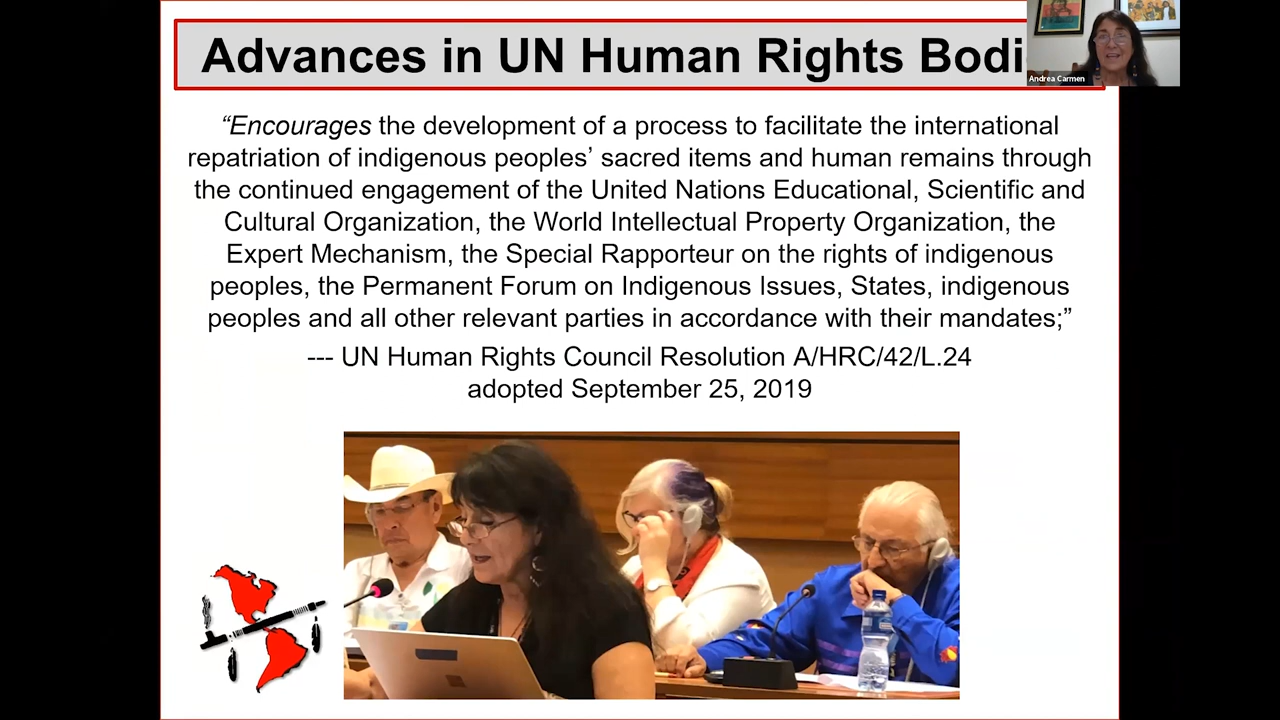 Advances in UN Human Rights Bodi
Andrea Carmen
“Encourages the development of a process to facilitate the international
repatriation of indigenous peoples’ sacred items and human remains through
the continued engagement of the United Nations Educational, Scientific and
Cultural Organization, the World Intellectual Property Organization, the
Expert Mechanism, the Special Rapporteur on the rights of indigenous
peoples, the Permanent Forum on Indigenous Issues, States, indigenous
peoples and all other relevant parties in accordance with their mandates;”
--- UN Human Rights Council Resolution A/HRC/42/L.24
adopted September 25, 2019